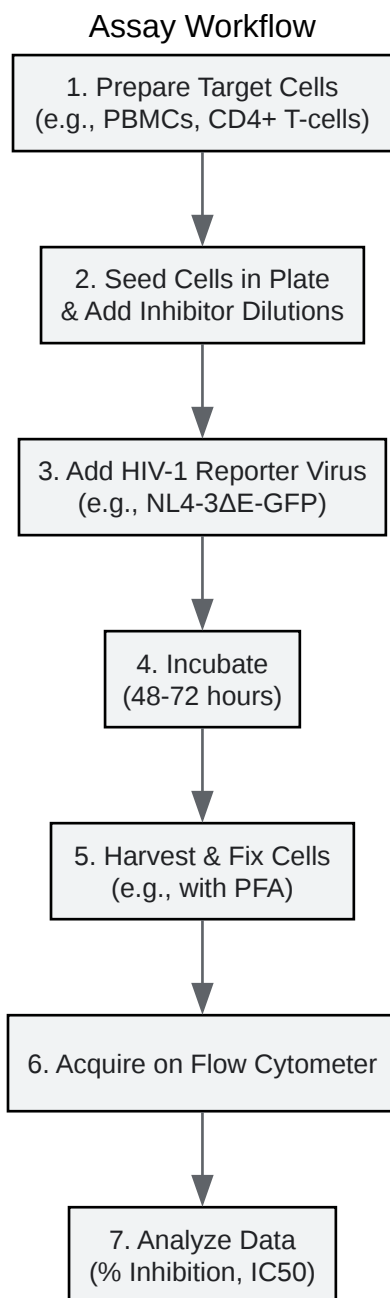 Assay Workflow
1. Prepare Target Cells
(e.g., PBMCs, CD4+ T-cells)
2. Seed Cells in Plate
& Add Inhibitor Dilutions
3. Add HIV-1 Reporter Virus
(e.g., NL4-3ΔE-GFP)
4. Incubate
(48-72 hours)
5. Harvest & Fix Cells
(e.g., with PFA)
6. Acquire on Flow Cytometer
7. Analyze Data
(% Inhibition, IC50)